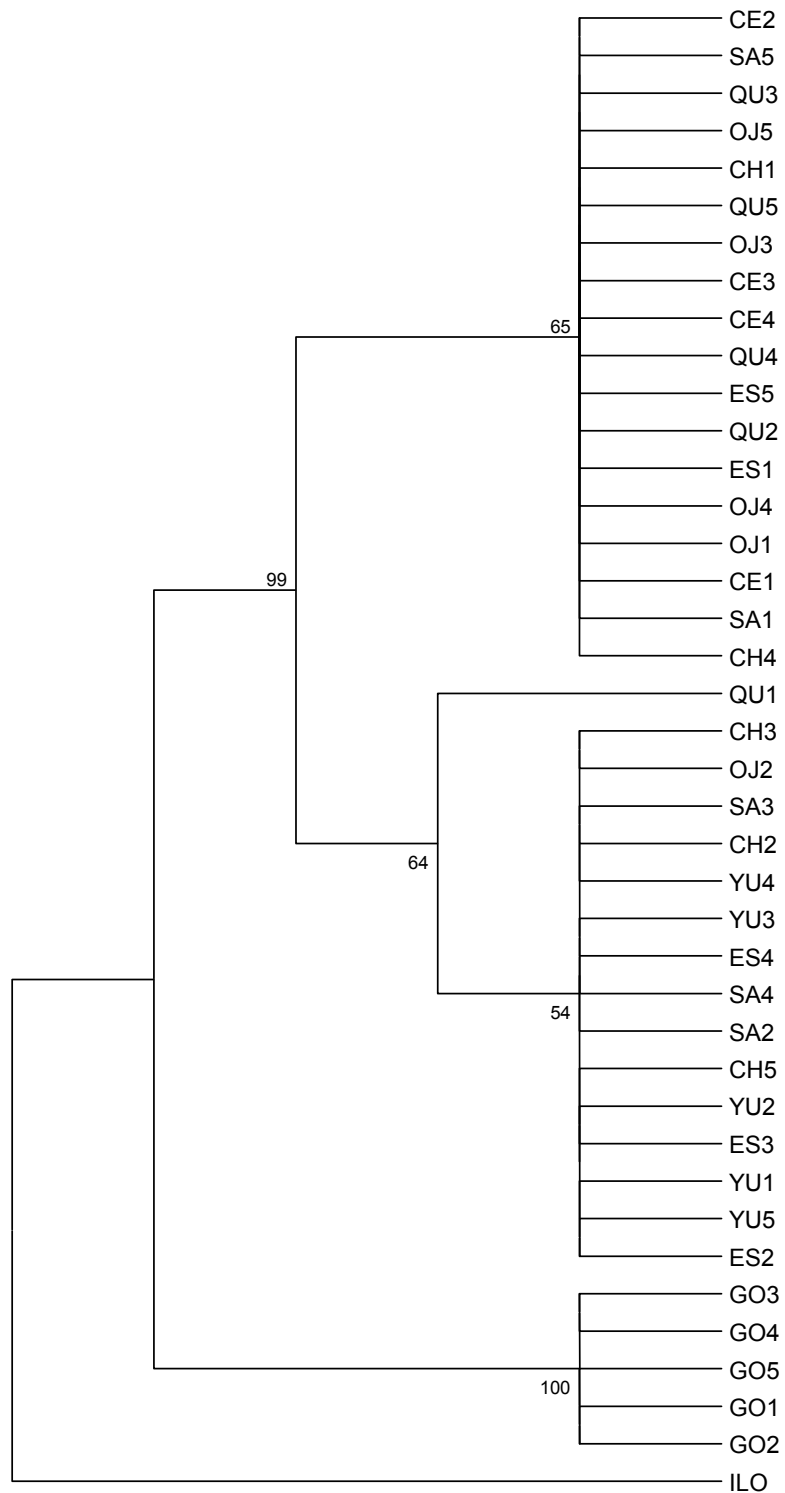 CE2
SA5
QU3
OJ5
CH1
QU5
OJ3
CE3
65
CE4
QU4
ES5
QU2
ES1
OJ4
OJ1
99
CE1
SA1
CH4
QU1
CH3
OJ2
SA3
CH2
64
YU4
YU3
ES4
SA4
54
SA2
CH5
YU2
ES3
YU1
YU5
ES2
GO3
GO4
GO5
100
GO1
GO2
ILO